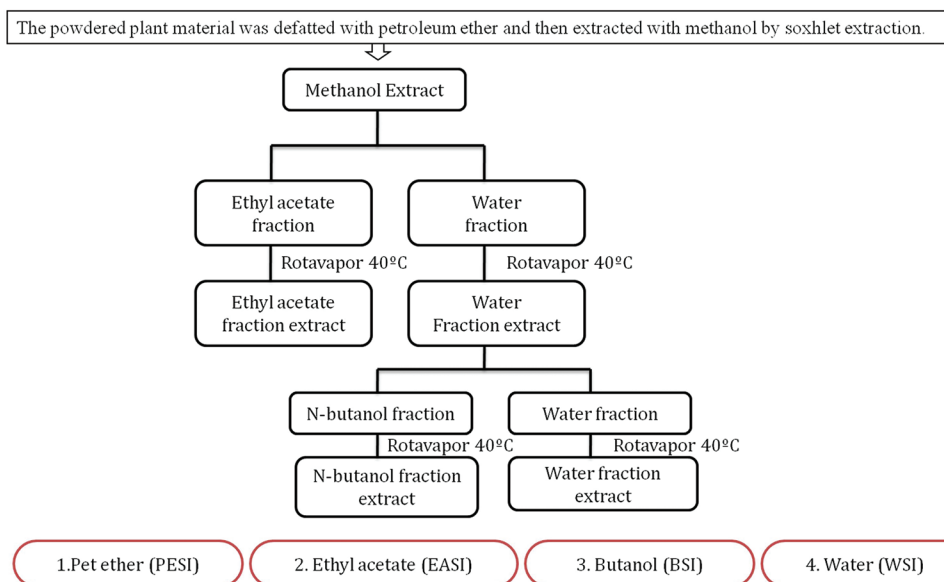 The powdered plant material was defatted with petroleum ether and then extracted with methanol by soxhlet extraction.
Methanol Extract
Ethyl acetate
fraction
Water
fraction
Rotavapor 40ºC
Rotavapor 40ºC
Ethyl acetate
fraction extract
Water
Fraction extract
N-butanol fraction
Water fraction
Rotavapor 40ºC
Rotavapor 40ºC
N-butanol fraction
extract
Water fraction
extract
1.Pet ether (PESI)
2. Ethyl acetate (EASI)
3. Butanol (BSI)
4. Water (WSI)